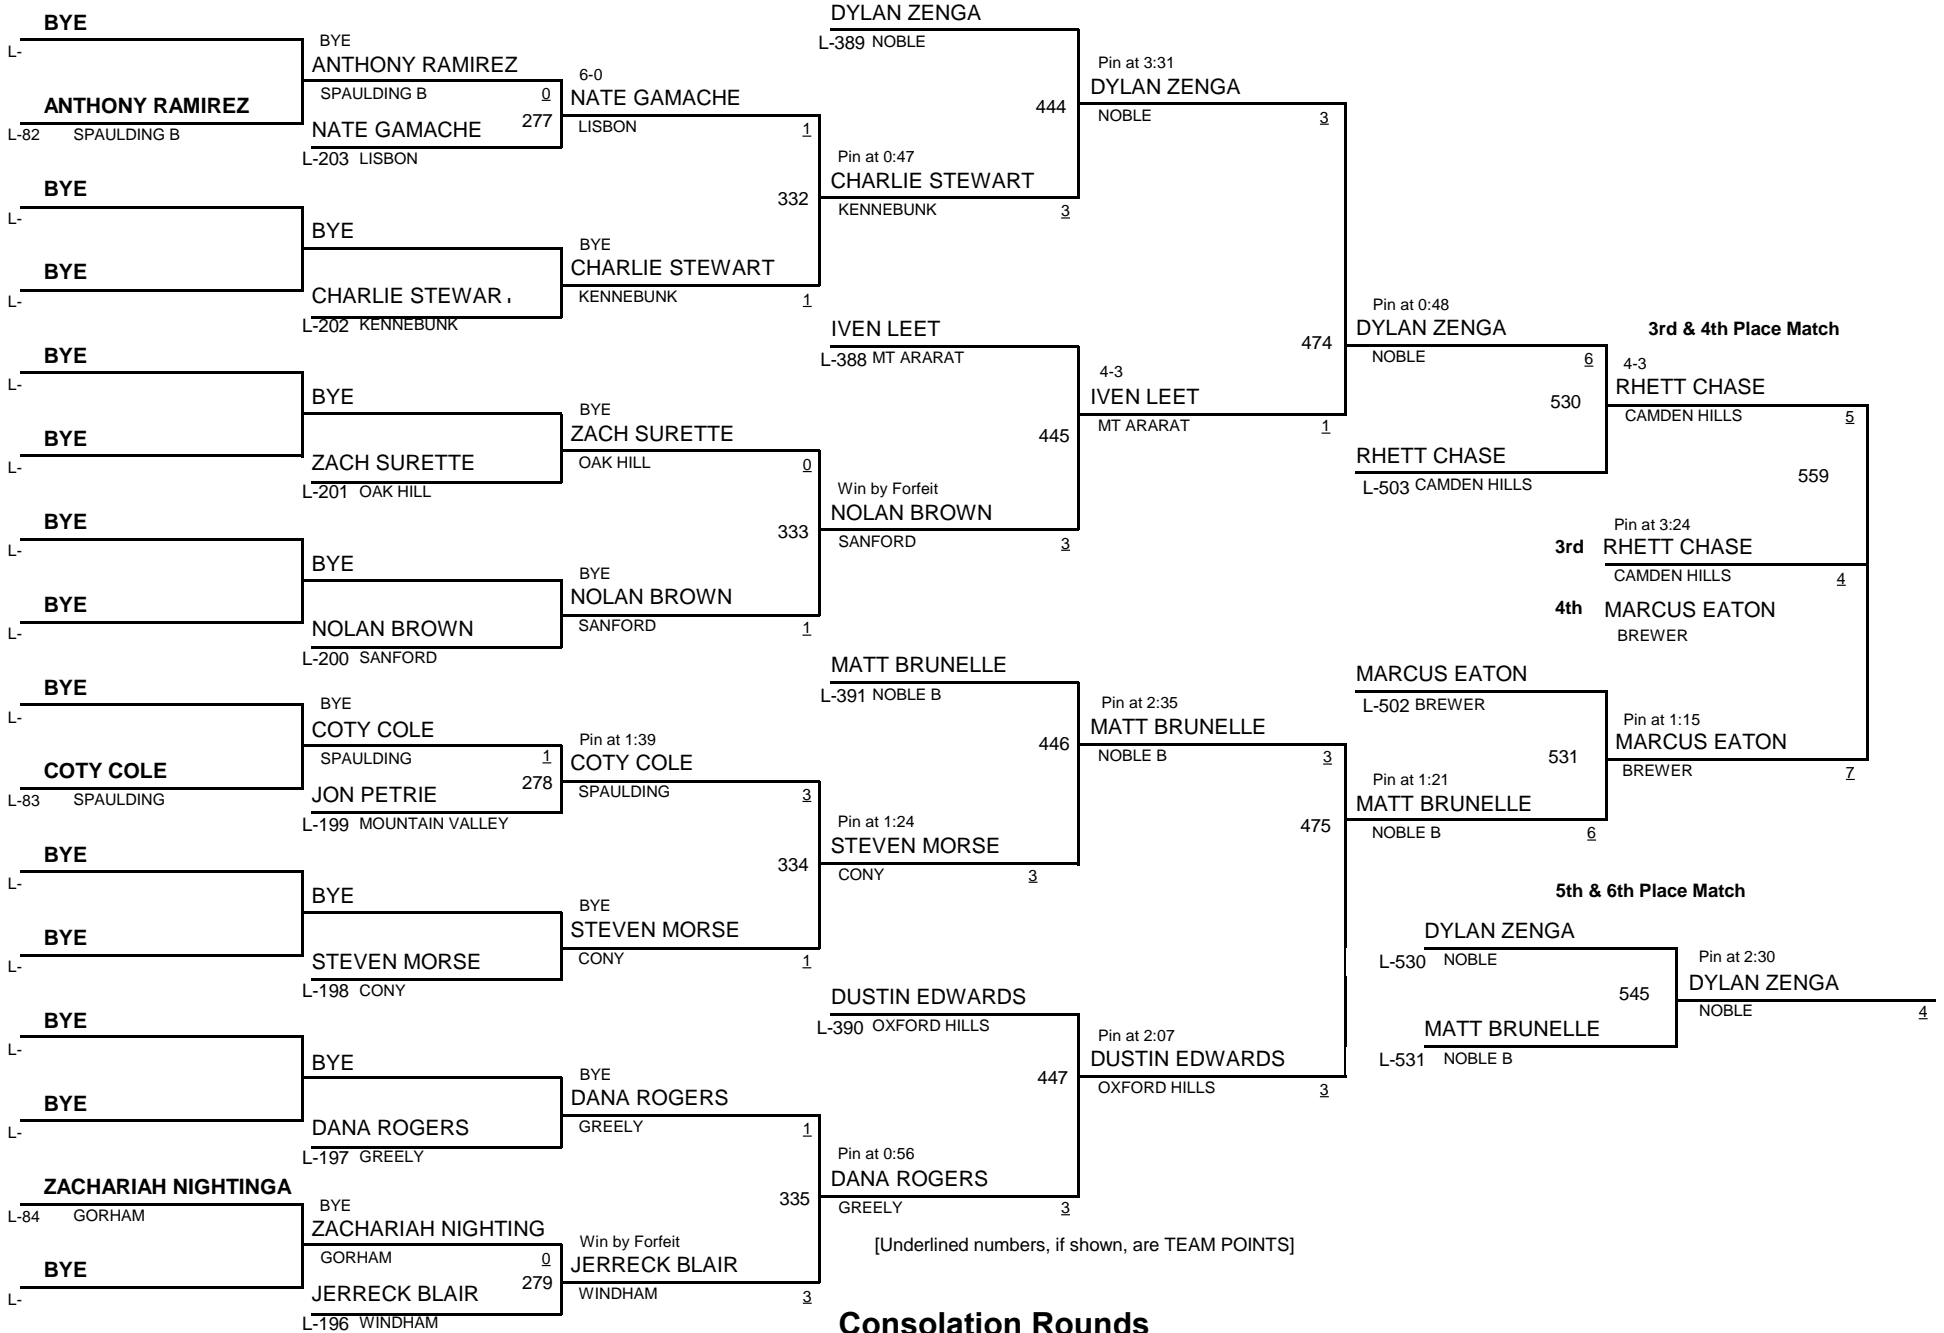 BYE
L-
ANTHONY RAMIREZ
L-82 SPAULDING B
BYE
L-
BYE
L-
BYE
L-
BYE
L-
BYE
L-
BYE
L-
BYE
L-
COTY COLE
L-83 SPAULDING
BYE
L-
BYE
L-
BYE
L-
BYE
L-
ZACHARIAH NIGHTINGA
L-84 GORHAM
BYE
L-
BYE
ANTHONY RAMIREZ
SPAULDING B 0
277
NATE GAMACHE
L-203 LISBON
BYE
CHARLIE STEWAR
L-202 KENNEBUNK
BYE
ZACH SURETTE
L-201 OAK HILL
BYE
NOLAN BROWN
L-200 SANFORD
BYE
COTY COLE
SPAULDING 1
278
JON PETRIE
L-199 MOUNTAIN VALLEY
BYE
STEVEN MORSE
L-198 CONY
BYE
DANA ROGERS
L-197 GREELY
BYE
ZACHARIAH NIGHTING
GORHAM 0
279
JERRECK BLAIR
L-196 WINDHAM
6-0
NATE GAMACHE
LISBON 1
332
BYE
CHARLIE STEWART
KENNEBUNK 1
BYE
ZACH SURETTE
OAK HILL 0
333
BYE
NOLAN BROWN
SANFORD 1
Pin at 1:39
COTY COLE
SPAULDING 3
334
BYE
STEVEN MORSE
CONY 1
BYE
DANA ROGERS
GREELY 1
335
Win by Forfeit
JERRECK BLAIR
WINDHAM 3
DYLAN ZENGA
L-389 NOBLE
444
Pin at 0:47
CHARLIE STEWART
KENNEBUNK 3
IVEN LEET
L-388 MT ARARAT
445
Win by Forfeit
NOLAN BROWN
SANFORD 3
MATT BRUNELLE
L-391 NOBLE B
446
Pin at 1:24
STEVEN MORSE
CONY 3
DUSTIN EDWARDS
L-390 OXFORD HILLS
447
Pin at 0:56
DANA ROGERS
GREELY 3
[Underlined numbers, if shown, are TEAM POINTS]
Consolation Rounds
Pin at 3:31
DYLAN ZENGA
NOBLE 3
474
4-3
IVEN LEET
MT ARARAT 1
Pin at 2:35
MATT BRUNELLE
NOBLE B 3
475
Pin at 2:07
DUSTIN EDWARDS
OXFORD HILLS 3
Pin at 0:48
DYLAN ZENGA
NOBLE 6
530
RHETT CHASE
L-503 CAMDEN HILLS
MARCUS EATON
L-502 BREWER
531
Pin at 1:21
MATT BRUNELLE
NOBLE B 6
3rd & 4th Place Match
4-3
RHETT CHASE
CAMDEN HILLS 5
559
Pin at 3:24
3rd RHETT CHASE
CAMDEN HILLS 4
4th MARCUS EATON
BREWER
Pin at 1:15
MARCUS EATON
BREWER 7
5th & 6th Place Match
DYLAN ZENGA
L-530 NOBLE
545
MATT BRUNELLE
L-531 NOBLE B
Pin at 2:30
DYLAN ZENGA
NOBLE 4